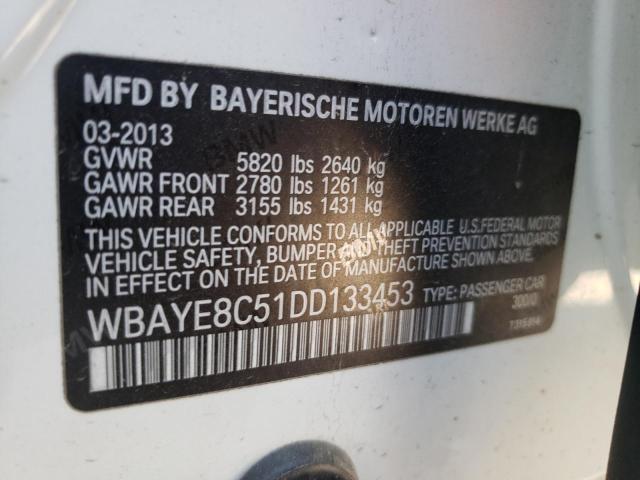 MFD BY BAYERISCHE MOTOREN WERKE AG
03-2013
GVWR 5820 lbs 2640 kg
GAWR FRONT 2780 lbs 1261 kg
GAWR REAR 3155 lbs 1431 kg
THIS VEHICLE CONFORMS TO ALL APPLICABLE U.S.FEDERAL MOTOR
VEHICLE SAFETY, BUMPER AND THEFT PREVENTION STANDARDS
IN EFFECT ON THE DATE OF MANUFACTURE SHOWN ABOVE.
WBAYE8C51DD133453 TYPE: PASSENGER CAR
300/0